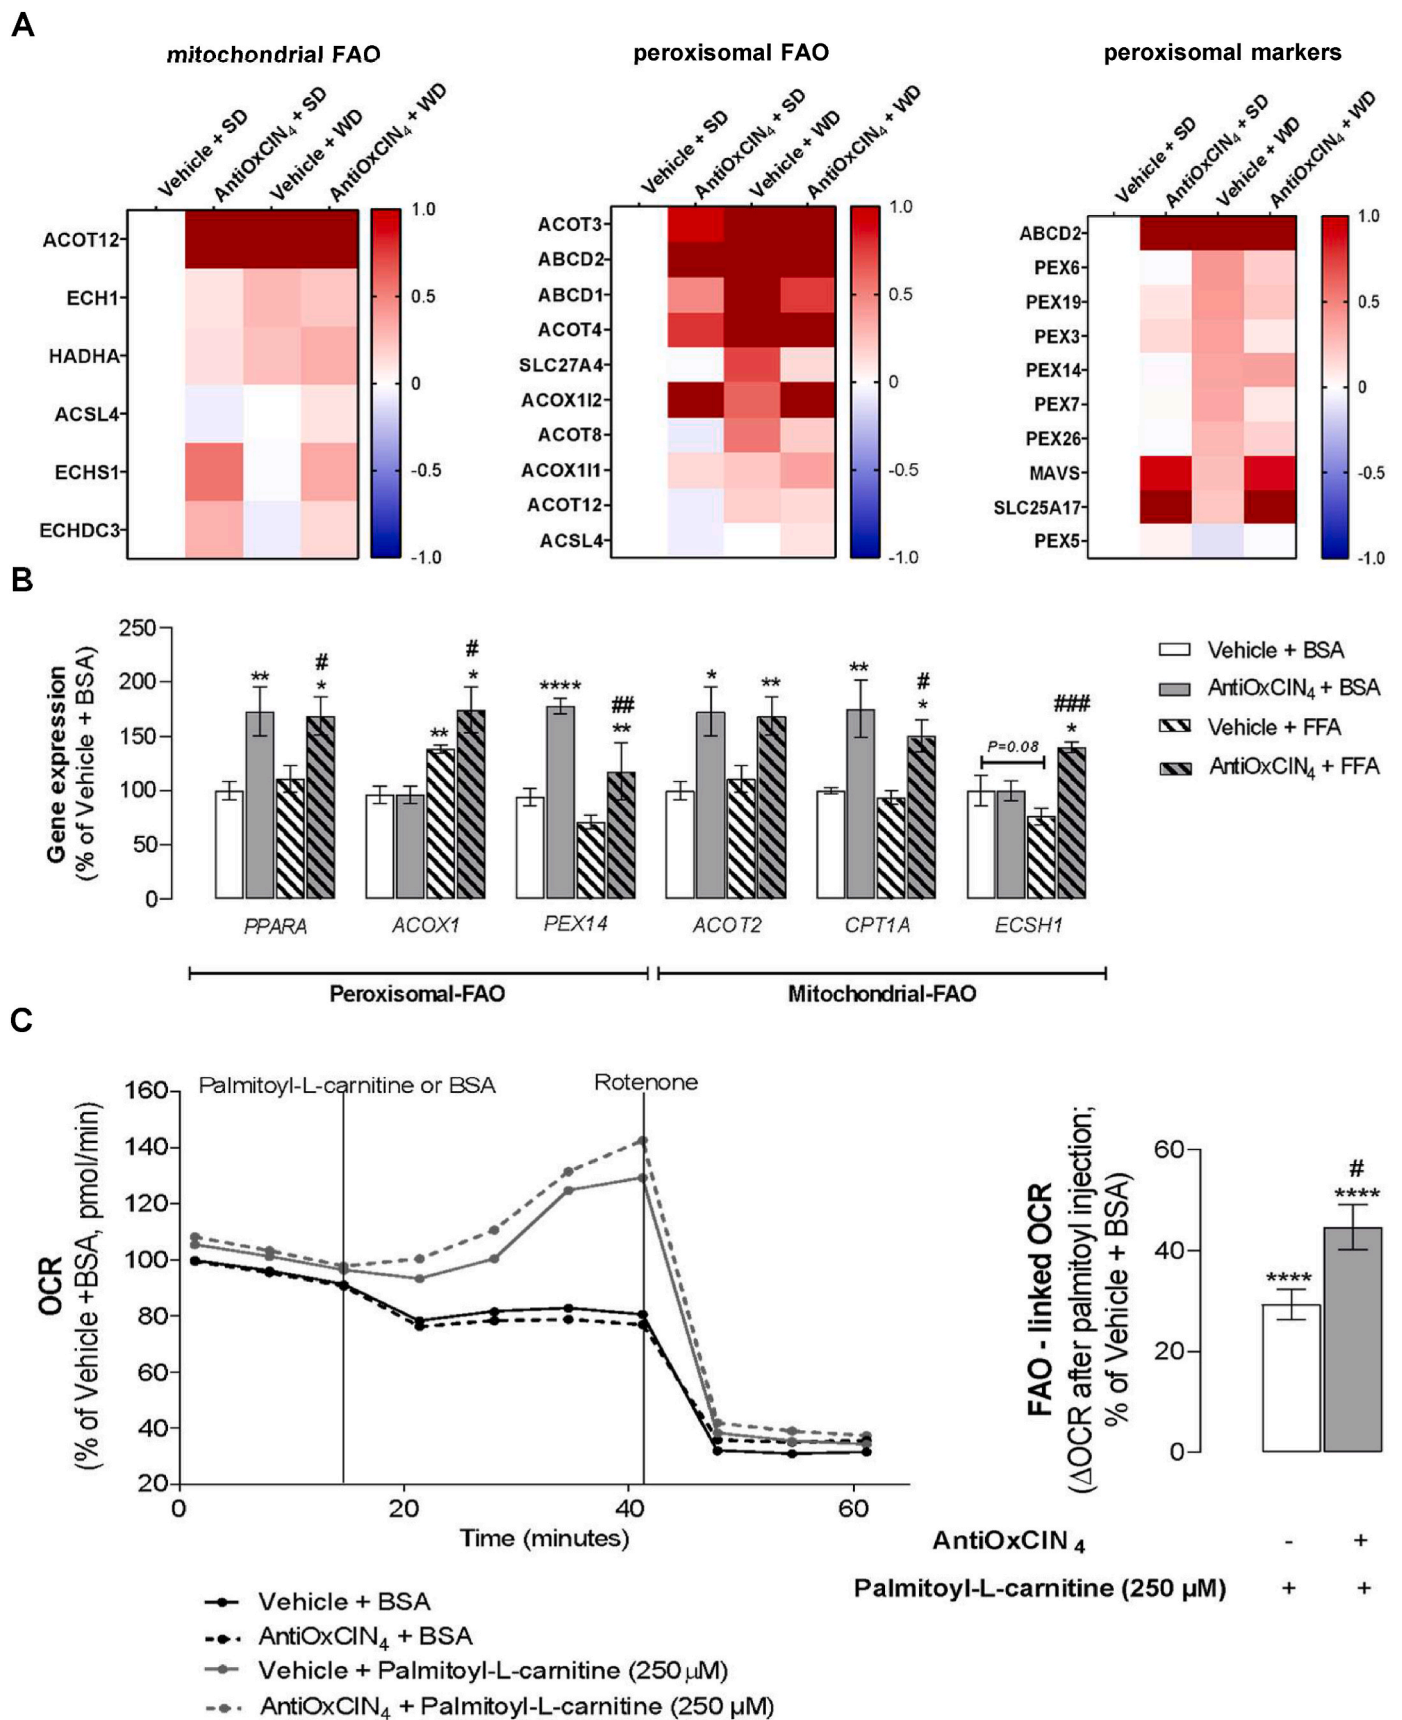 A
mitochondrial FAO
Vehicle + SD
AntiOxCIN4 + SD
Vehicle + WD
AntiOxCIN4 + WD
ACOT12
ECH1
HADHA
ACSL4
ECHS1
ECHDC3
1.0
0.5
0
-0.5
-1.0
peroxisomal FAO
Vehicle + SD
AntiOxCIN4 + SD
Vehicle + WD
AntiOxCIN4 + WD
ACOT3
ABCD2
ABCD1
ACOT4
SLC27A4
ACOX1l2
ACOT8
ACOX1l1
ACOT12
ACSL4
1.0
0.5
0
-0.5
-1.0
peroxisomal markers
Vehicle + SD
AntiOxCIN4 + SD
Vehicle + WD
AntiOxCIN4 + WD
ABCD2
PEX6
PEX19
PEX3
PEX14
PEX7
PEX26
MAVS
SLC25A17
PEX5
1.0
0.5
0
-0.5
-1.0
B
Gene expression
(% of Vehicle + BSA)
250
200
150
100
50
0
**
#
*
**
#
*
****
##
**
*
**
**
#
*
P=0.08
###
*
PPARA
ACOX1
PEX14
ACOT2
CPT1A
ECSH1
Peroxisomal-FAO
Mitochondrial-FAO
Vehicle + BSA
AntiOxCIN4 + BSA
Vehicle + FFA
AntiOxCIN4 + FFA
C
OCR
(% of Vehicle +BSA, pmol/min)
160
140
120
100
80
60
40
20
Palmitoyl-L-carnitine or BSA
Rotenone
0
20
40
60
Time (minutes)
Vehicle + BSA
AntiOxCIN4 + BSA
Vehicle + Palmitoyl-L-carnitine (250 µM)
AntiOxCIN4 + Palmitoyl-L-carnitine (250 µM)
FAO - linked OCR
(ΔOCR after palmitoyl injection;
% of Vehicle + BSA)
60
40
20
0
****
#
****
AntiOxCIN 4 - +
Palmitoyl-L-carnitine (250 µM) + +